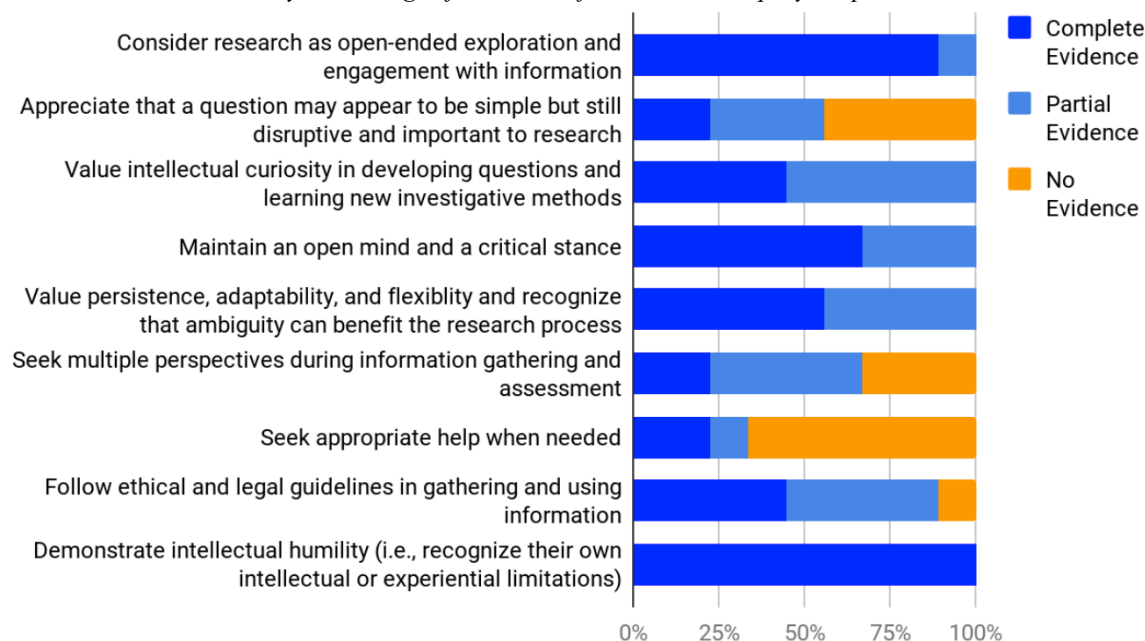 Consider research as open-ended exploration and
engagement with information
Appreciate that a question may appear to be simple but still
disruptive and important to research
Value intellectual curiosity in developing questions and
learning new investigative methods
Maintain an open mind and a critical stance
Value persistence, adaptability, and flexiblity and recognize
that ambiguity can benefit the research process
Seek multiple perspectives during information gathering and
assessment
Seek appropriate help when needed
Follow ethical and legal guidelines in gathering and using
information
Demonstrate intellectual humility (i.e., recognize their own
intellectual or experiential limitations)
0% 25% 50% 75% 100%
Complete
Evidence
Partial
Evidence
No
Evidence